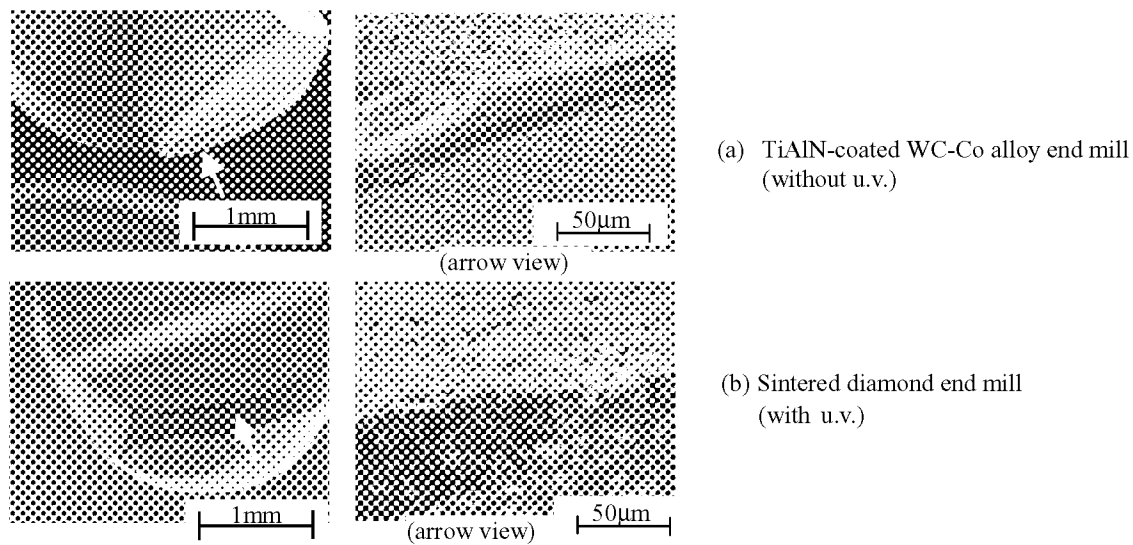 (a) TiAlN-coated WC-Co alloy end mill
(without u.v.)
1mm
50μm
(arrow view)
(b) Sintered diamond end mill
(with u.v.)
1mm
50μm
(arrow view)